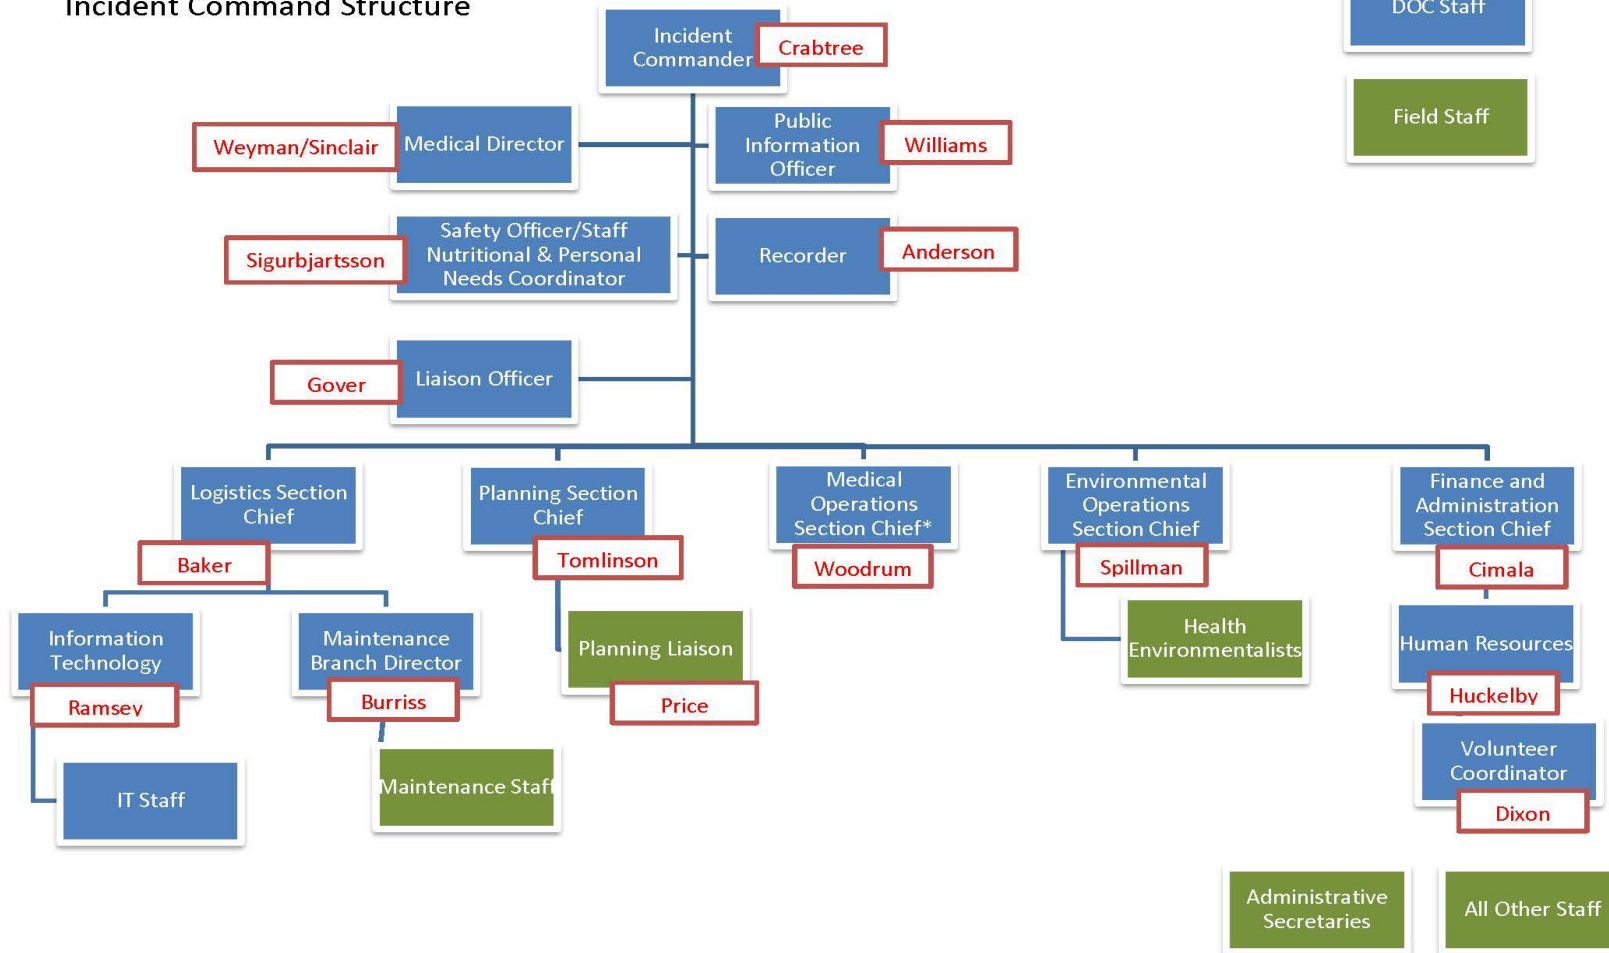 Incident Command Structure
DOC Staff
Field Staff
Incident
Commander
Crabtree
Weyman/Sinclair
Medical Director
Public
Information
Officer
Williams
Sigurbjartsson
Safety Officer/Staff
Nutritional & Personal
Needs Coordinator
Recorder
Anderson
Gover
Liaison Officer
Logistics Section
Chief
Baker
Planning Section
Chief
Tomlinson
Medical
Operations
Section Chief*
Woodrum
Environmental
Operations
Section Chief
Spillman
Finance and
Administration
Section Chief
Cimala
Information
Technology
Ramsey
Maintenance
Branch Director
Burriss
Planning Liaison
Price
Health
Environmentalists
Human Resources
Huckelby
IT Staff
Maintenance Staff
Volunteer
Coordinator
Dixon
Administrative
Secretaries
All Other Staff